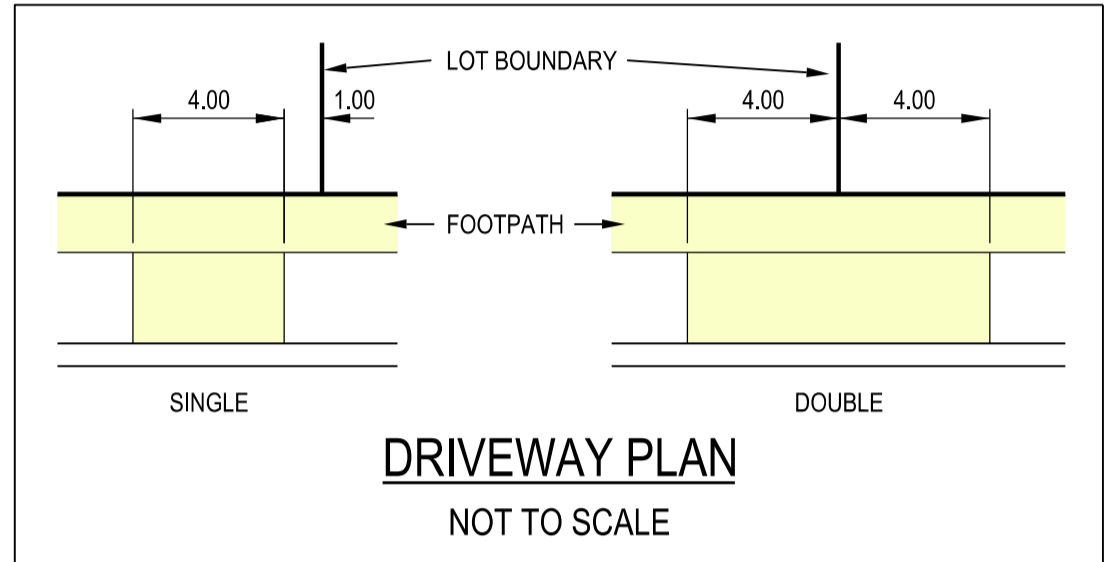 LOT BOUNDARY
4.00 1.00 4.00 4.00
FOOTPATH
SINGLE DOUBLE
DRIVEWAY PLAN
NOT TO SCALE